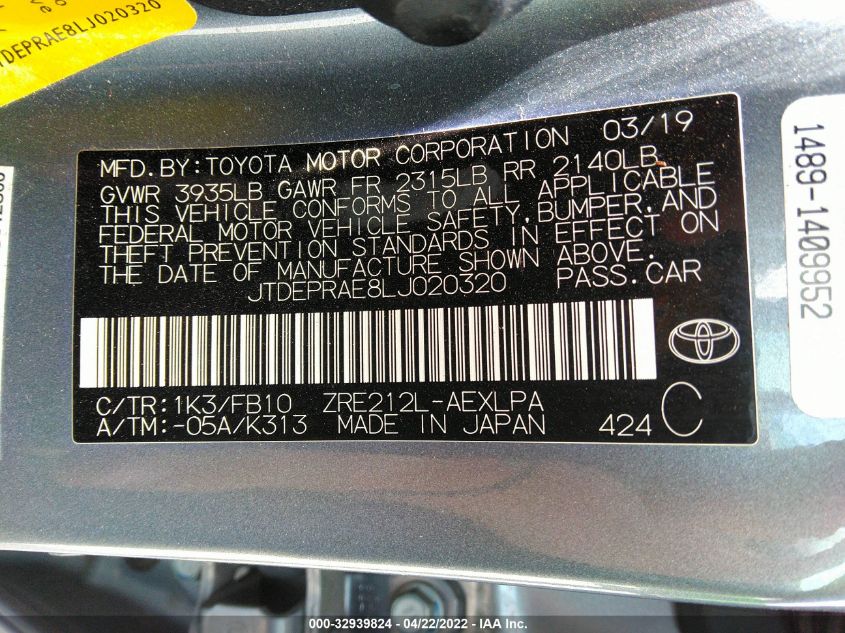 JTDEPRAE8LJ020320
MFD.BY:TOYOTA MOTOR CORPORATION 03/19
GVWR 3935LB GAWR FR 2315LB RR 2140LB
THIS VEHICLE CONFORMS TO ALL APPLICABLE
FEDERAL MOTOR VEHICLE SAFETY,BUMPER,AND
THEFT PREVENTION STANDARDS IN EFFECT ON
THE DATE OF MANUFACTURE SHOWN ABOVE.
JTDEPRAE8LJ020320 PASS.CAR
C/TR:1K3/FB10 ZRE212L-AEXLPA
A/TM:-05A/K313 MADE IN JAPAN 424 C
1489-1409952
000-32939824 - 04/22/2022 - IAA Inc.